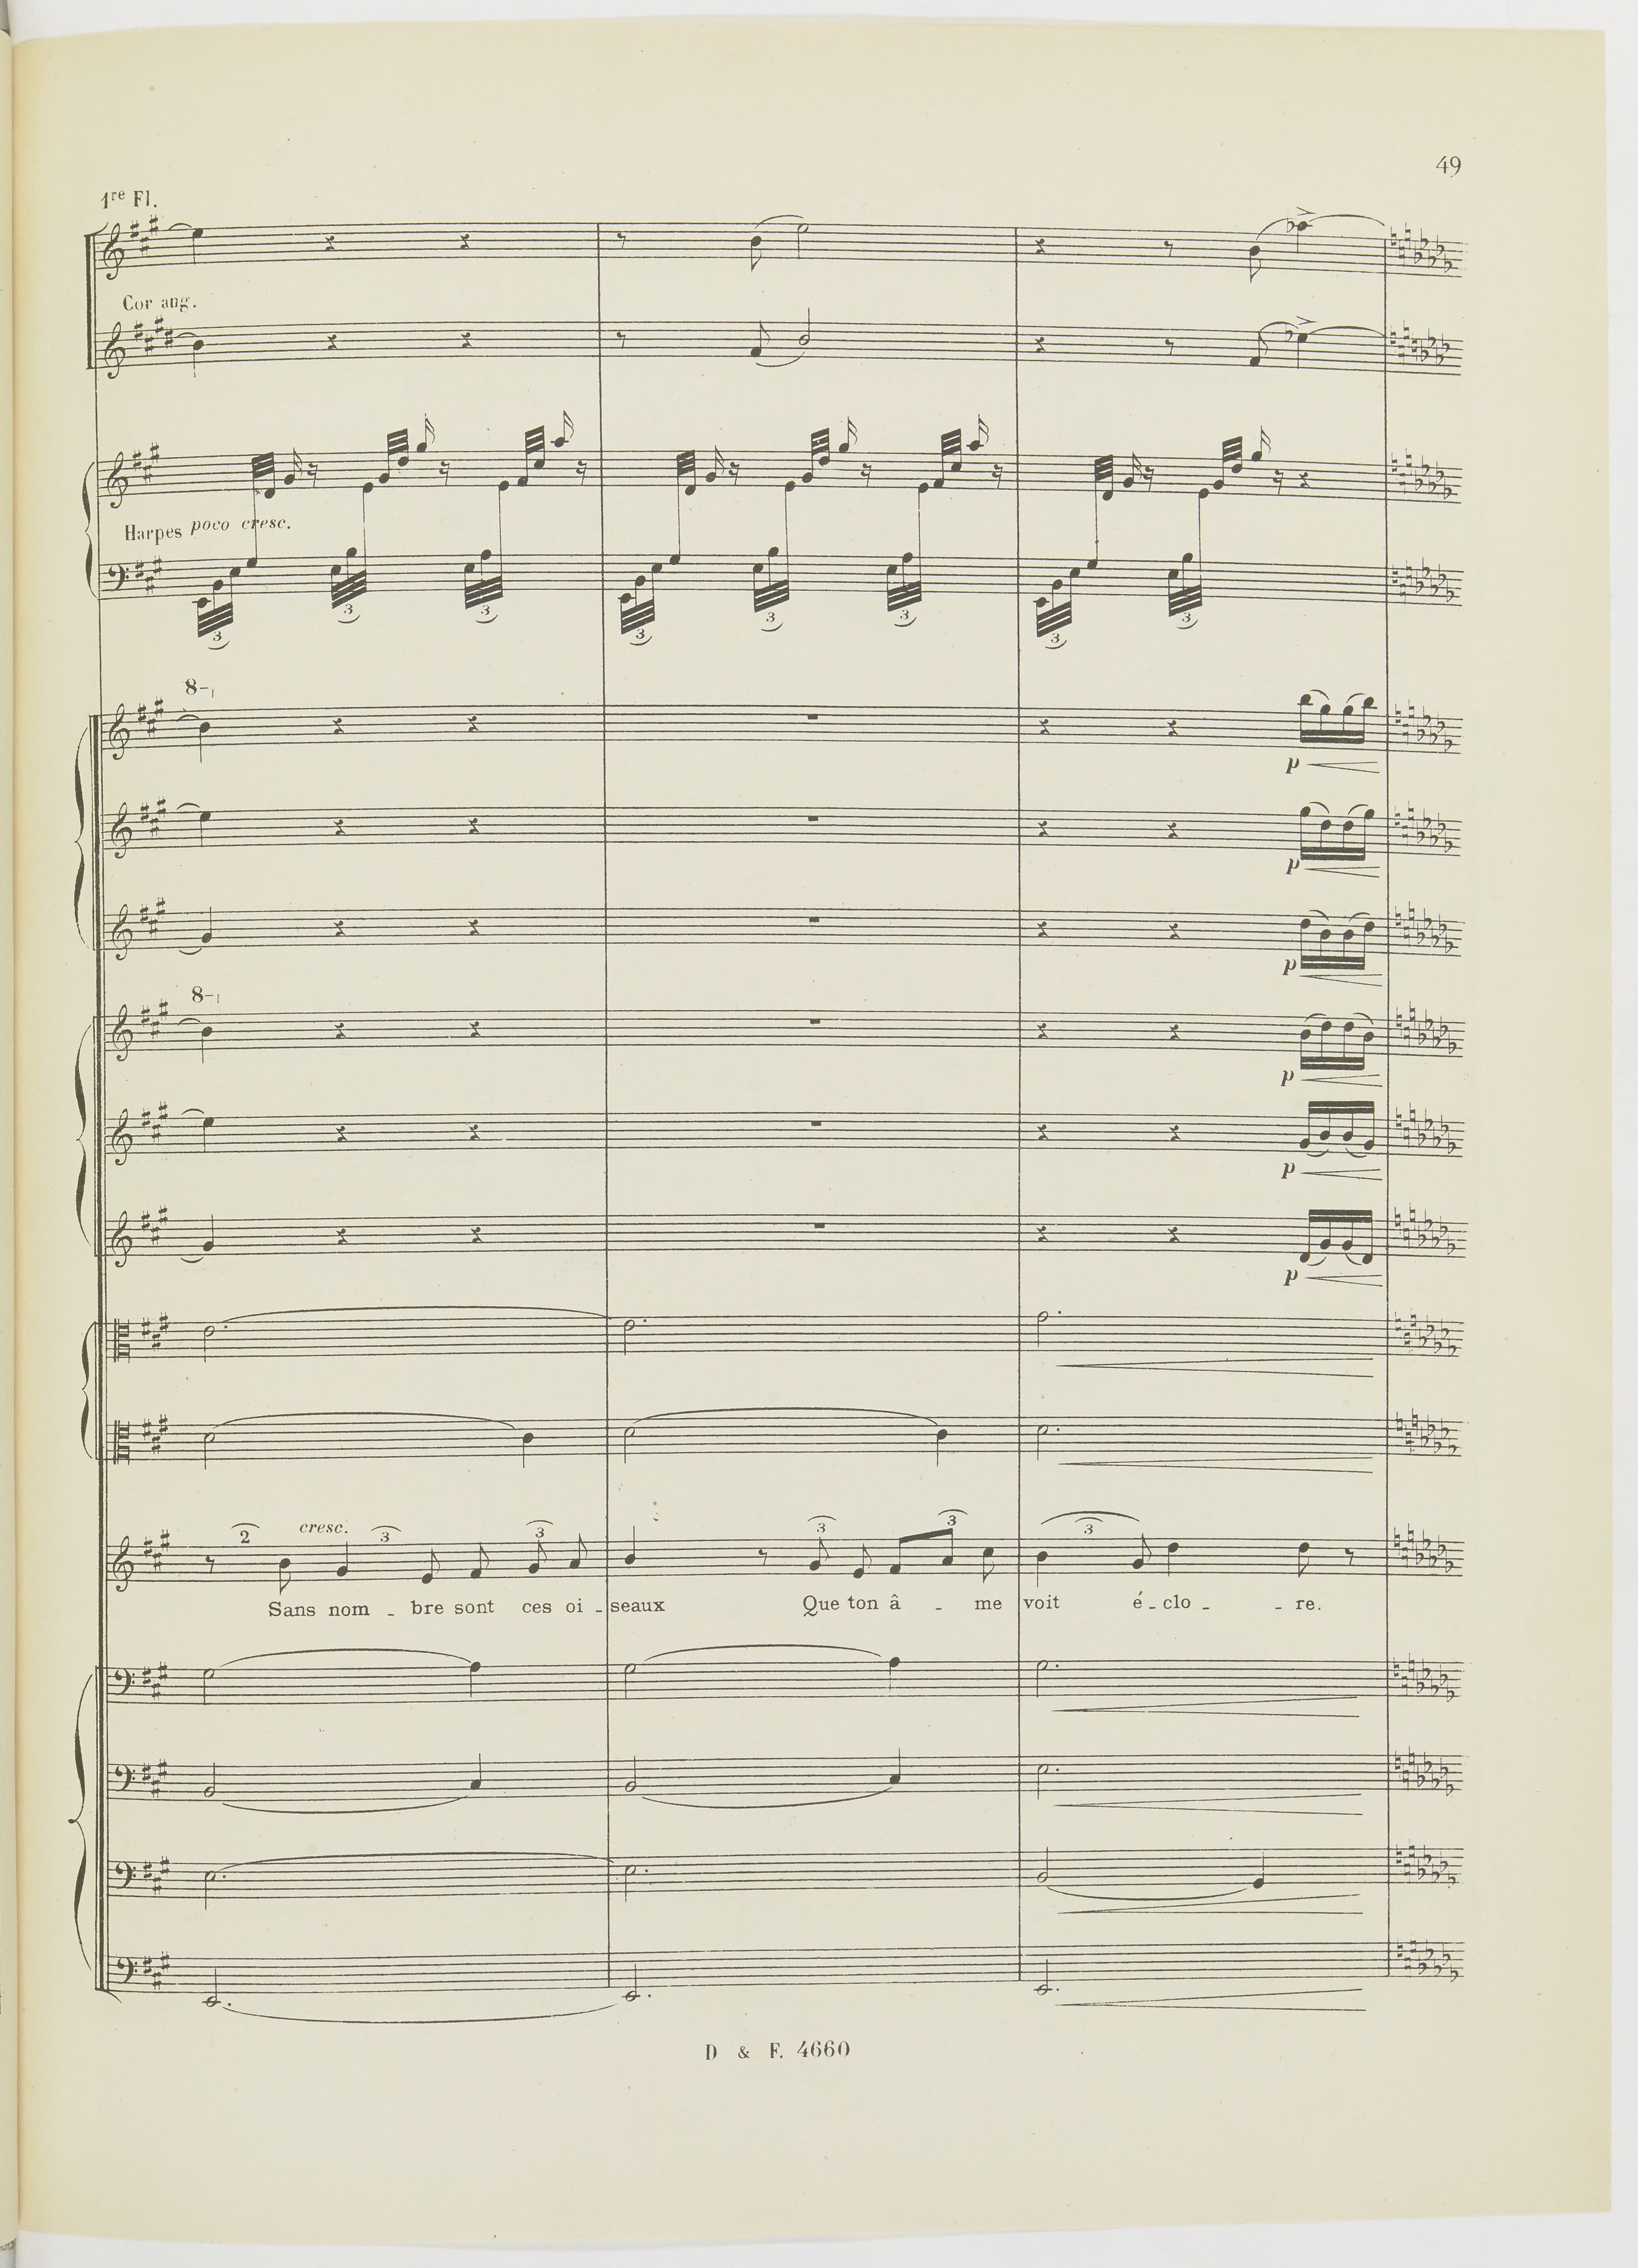 49
1re Fl.
Cor ang.
Harpes poco cresc.
3 3 3 3 3 3 3 3
8
p
p
p
8
p
p
p
2 cresc. 3 3 3 3 3
Sans nom - bre sont ces oi - seaux Que ton â - me voit é - clo - re.
D & F. 4660